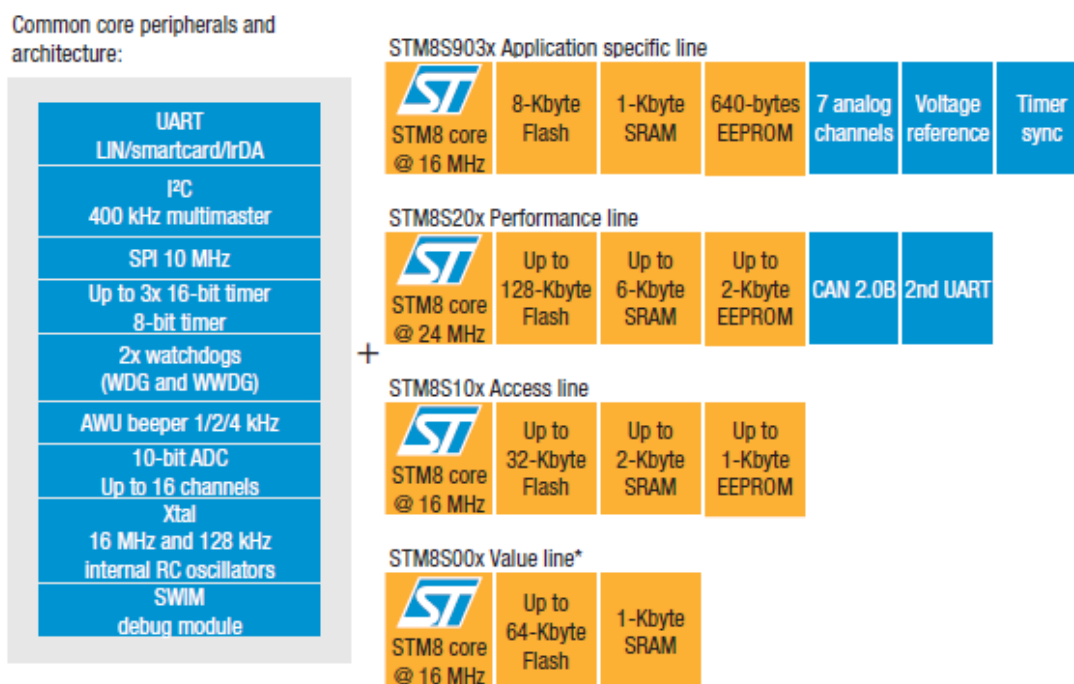 Common core peripherals and
architecture:
UART
LIN/smartcard/IrDA
I²C
400 kHz multimaster
SPI 10 MHz
Up to 3x 16-bit timer
8-bit timer
2x watchdogs
(WDG and WWDG)
AWU beeper 1/2/4 kHz
10-bit ADC
Up to 16 channels
Xtal
16 MHz and 128 kHz
internal RC oscillators
SWIM
debug module
+
STM8S903x Application specific line
ST
STM8 core
@ 16 MHz
8-Kbyte
Flash
1-Kbyte
SRAM
640-bytes
EEPROM
7 analog
channels
Voltage
reference
Timer
sync
STM8S20x Performance line
ST
STM8 core
@ 24 MHz
Up to
128-Kbyte
Flash
Up to
6-Kbyte
SRAM
Up to
2-Kbyte
EEPROM
CAN 2.0B
2nd UART
STM8S10x Access line
ST
STM8 core
@ 16 MHz
Up to
32-Kbyte
Flash
Up to
2-Kbyte
SRAM
Up to
1-Kbyte
EEPROM
STM8S00x Value line*
ST
STM8 core
@ 16 MHz
Up to
64-Kbyte
Flash
1-Kbyte
SRAM